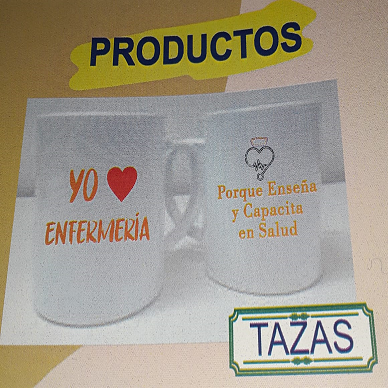 PRODUCTOS
YO ❤
ENFERMERÍA
Porque Enseña
y Capacita
en Salud
TAZAS